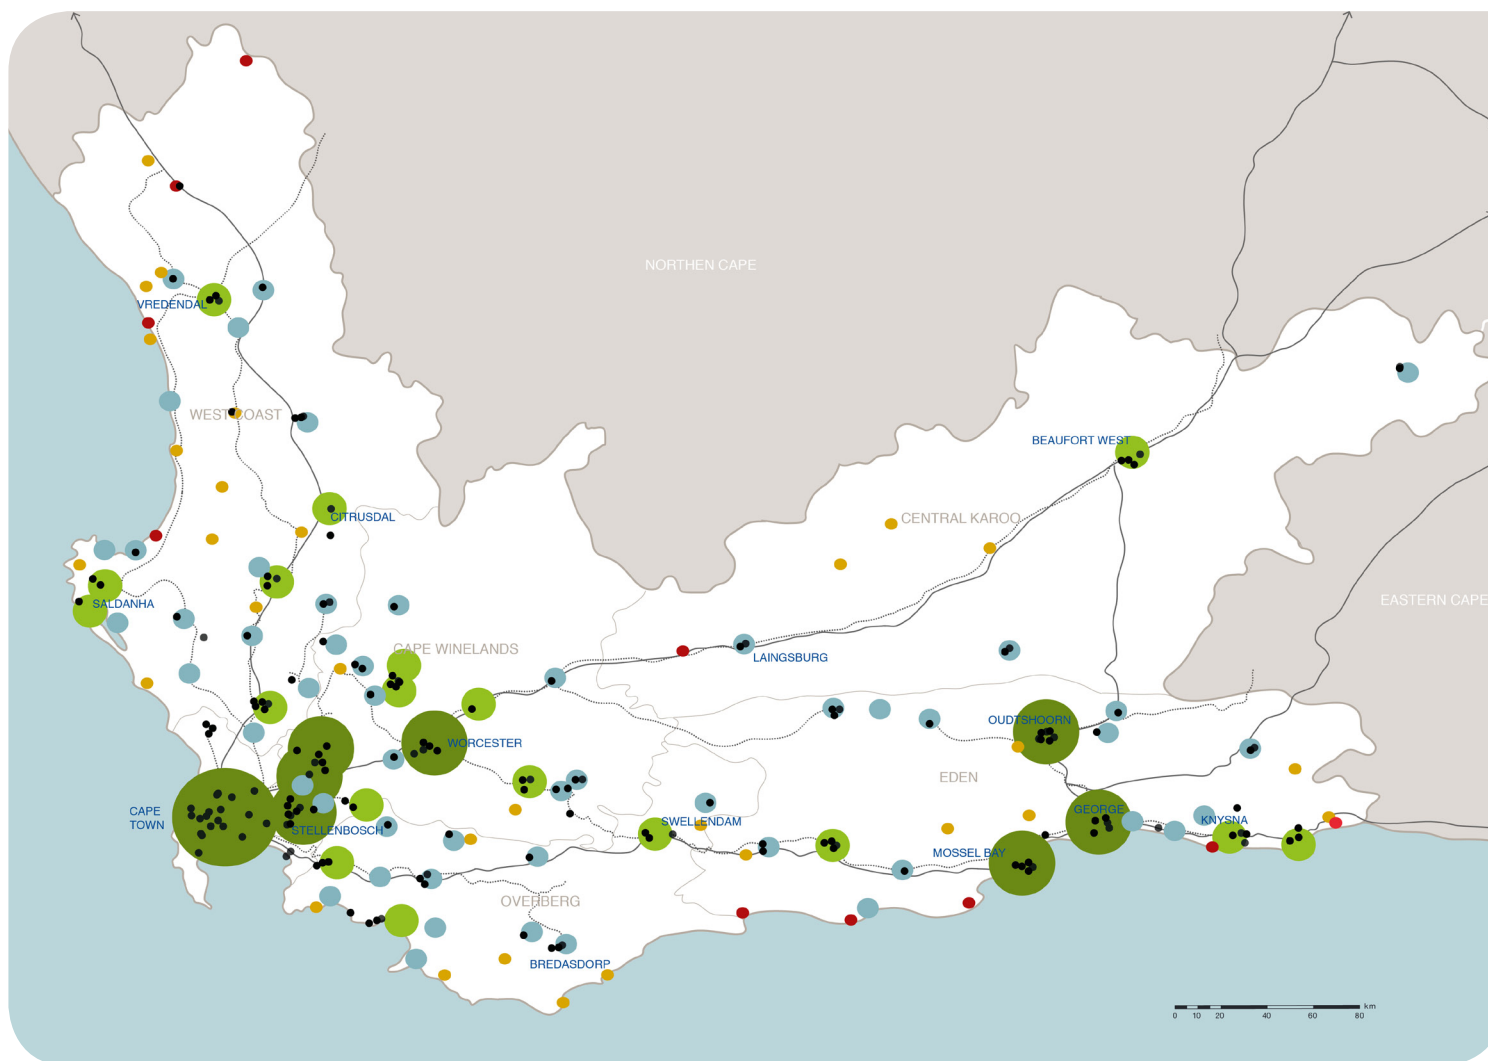 NORTHEN CAPE
VREDENDAL
WEST COAST
BEAUFORT WEST
CITRUSDAL
CENTRAL KAROO
SALDANHA
EASTERN CAPE
CAPE WINELANDS
LAINGSBURG
OUDTSHOORN
WORCESTER
EDEN
CAPE
TOWN
GEORGE
KNYSNA
SWELLENDAM
STELLENBOSCH
MOSSEL BAY
OVERBERG
BREDASDORP
km
0 10 20 40 60 80